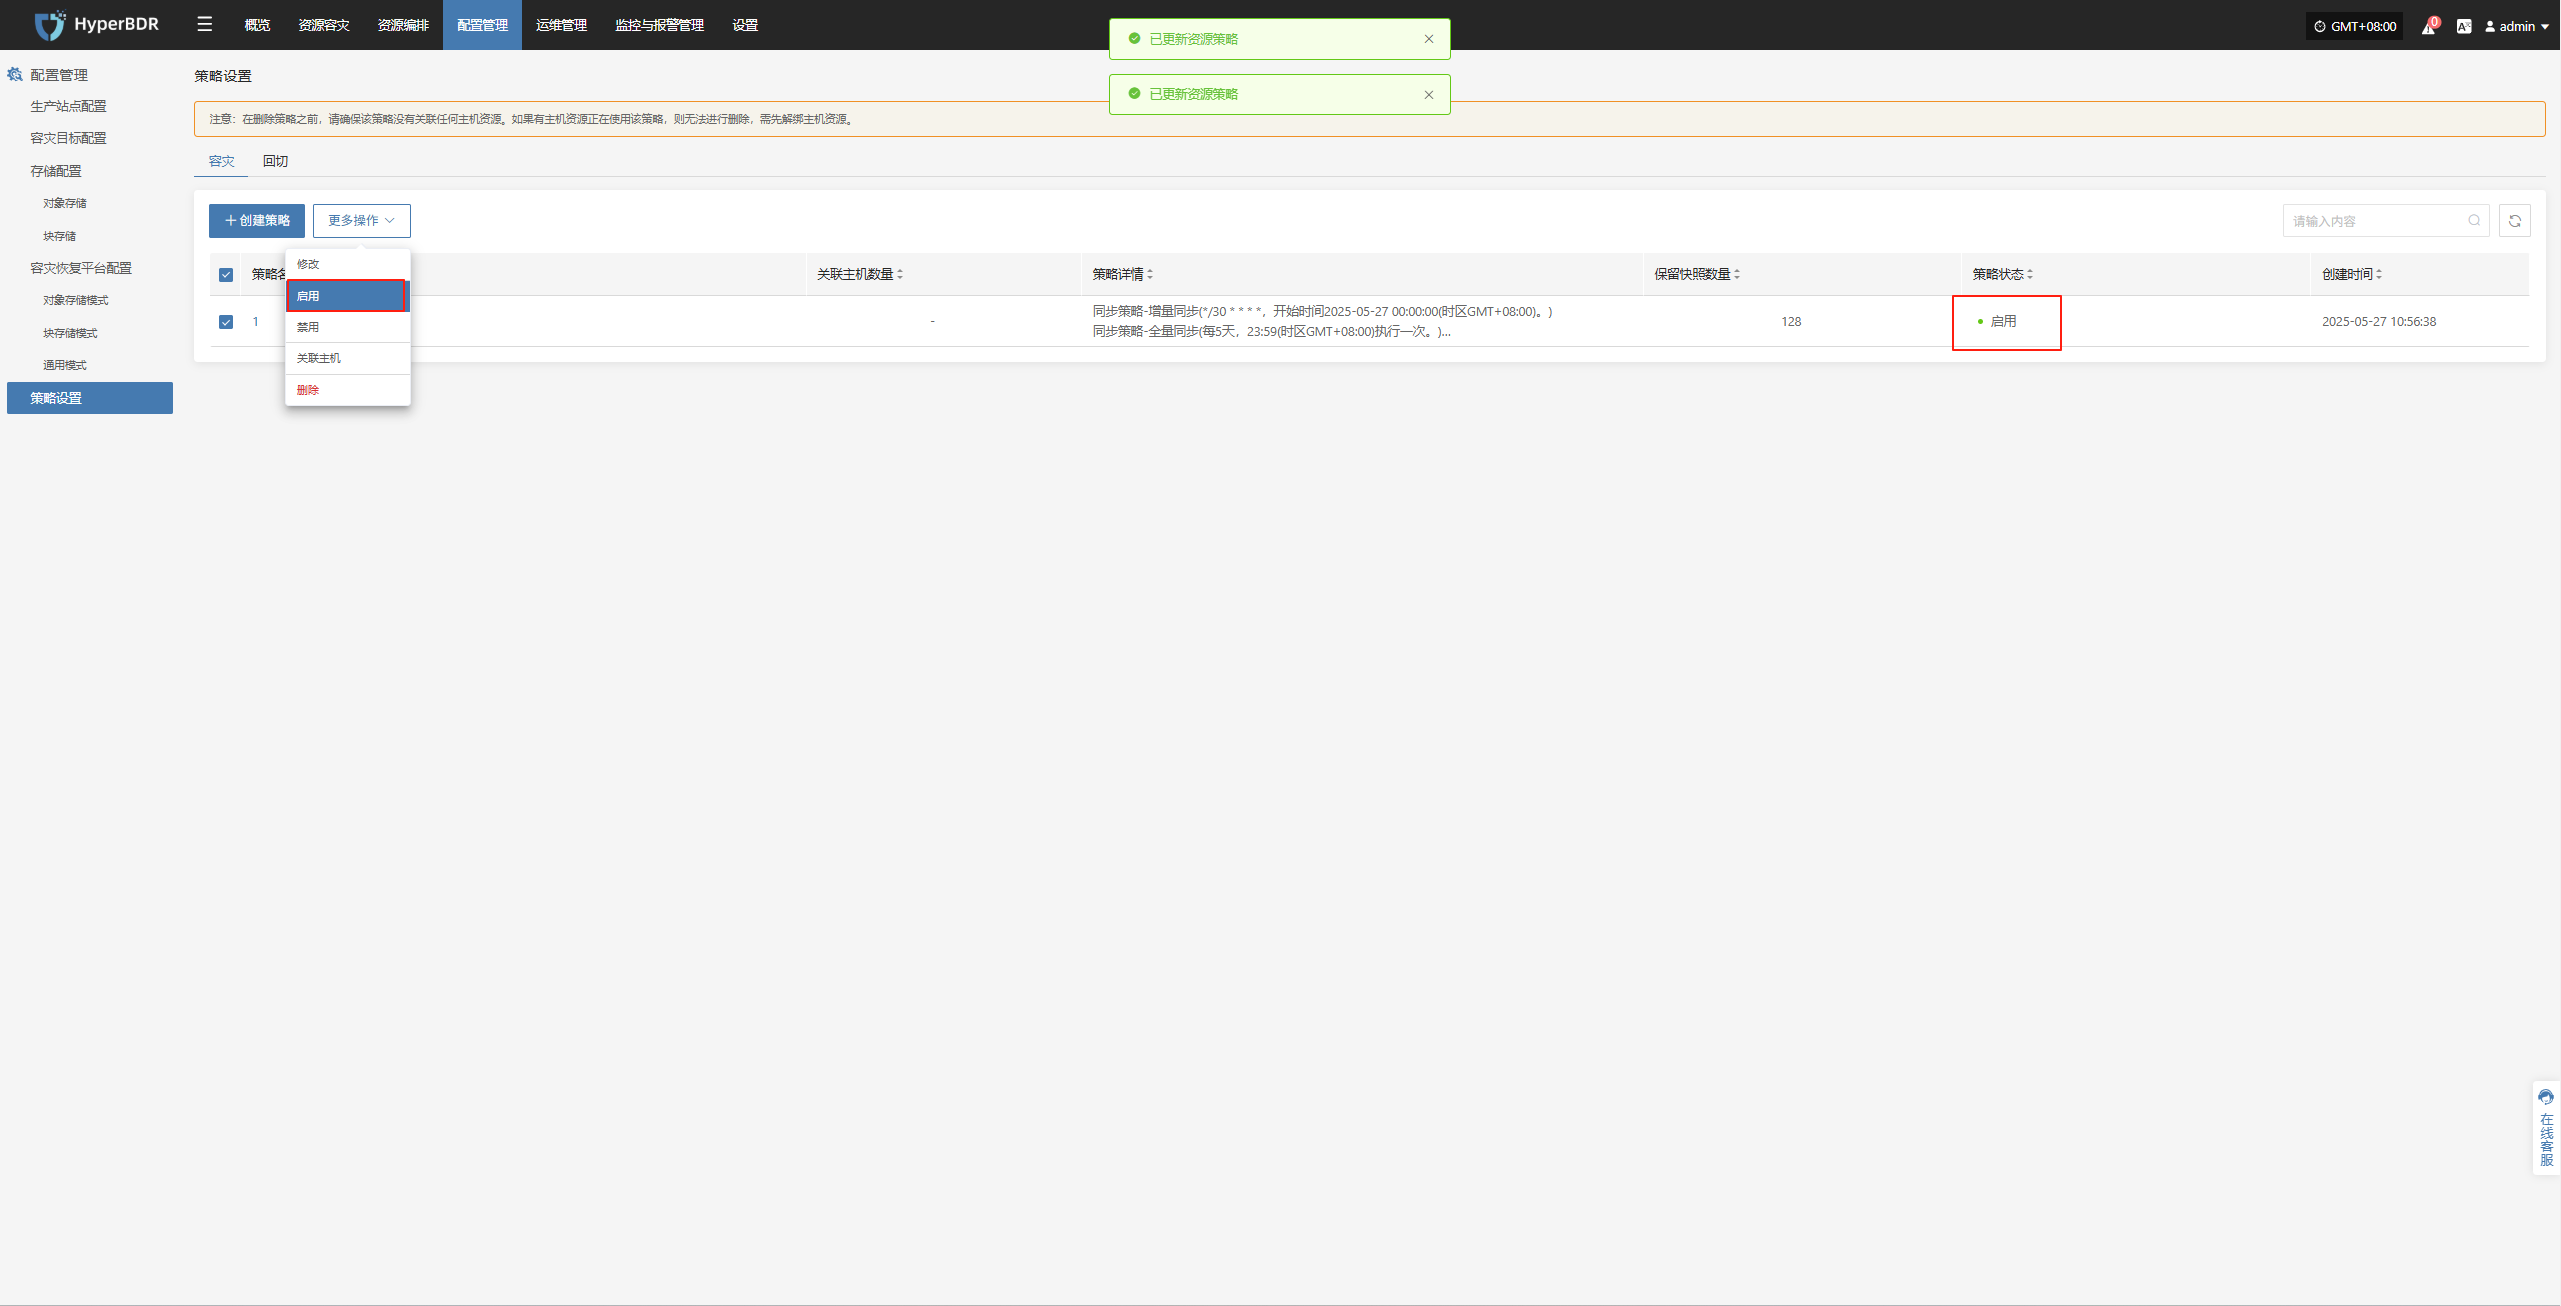 HyperBDR
概览
资源容灾
资源编排
配置管理
运维管理
监控与报警管理
设置
GMT+08:00
0
admin
已更新资源策略
已更新资源策略
配置管理
生产站点配置
容灾目标配置
存储配置
对象存储
块存储
容灾恢复平台配置
对象存储模式
块存储模式
通用模式
策略设置
策略设置
注意：在删除策略之前，请确保该策略没有关联任何主机资源。如果有主机资源正在使用该策略，则无法进行删除，需先解绑主机资源。
容灾
回切
创建策略
更多操作
请输入内容
修改
启用
禁用
关联主机
删除
策略名
关联主机数量
策略详情
保留快照数量
策略状态
创建时间
1
-
同步策略-增量同步(*/30 * * * *，开始时间2025-05-27 00:00:00(时区GMT+08:00)。)
同步策略-全量同步(每5天，23:59(时区GMT+08:00)执行一次。)...
128
启用
2025-05-27 10:56:38
在线客服